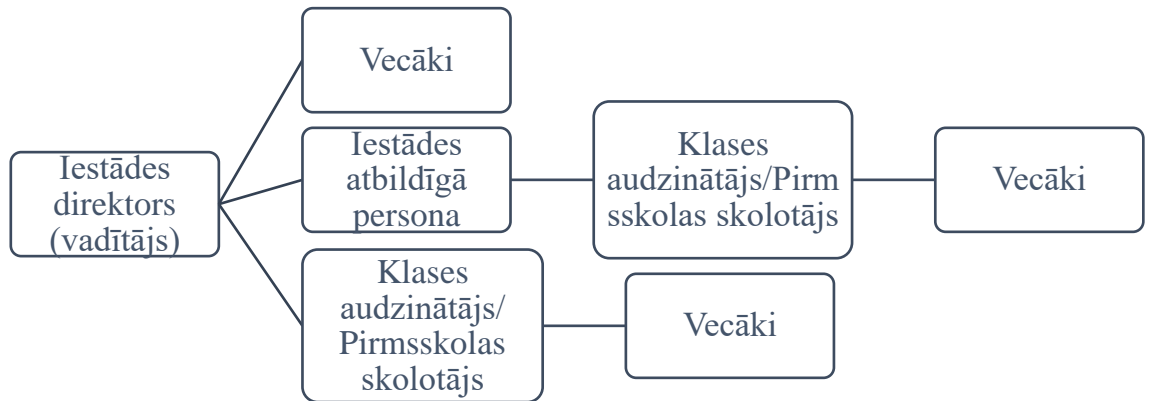 Vecāki
Iestādes
direktors
(vadītājs)
Iestādes
atbildīgā
persona
Klases
audzinātājs/Pirm
sskolas skolotājs
Vecāki
Klases
audzinātājs/
Pirmsskolas
skolotājs
Vecāki